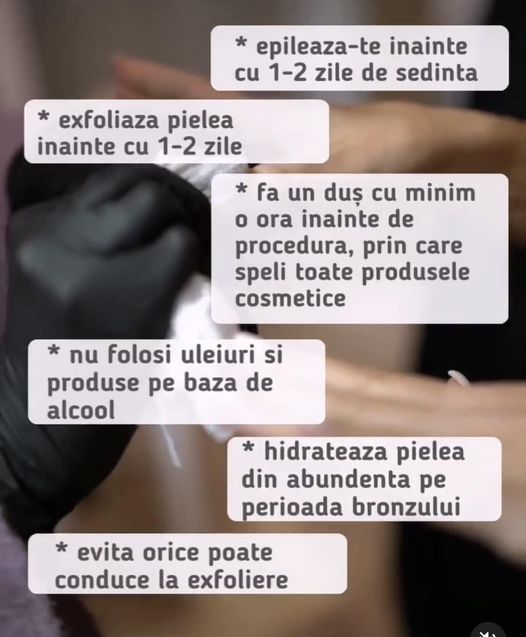 * epileaza-te inainte
cu 1-2 zile de sedinta
* exfoliaza pielea
inainte cu 1-2 zile
* fa un duș cu minim
o ora inainte de
procedura, prin care
speli toate produsele
cosmetice
* nu folosi uleiuri si
produse pe baza de
alcool
* hidrateaza pielea
din abundenta pe
perioada bronzului
* evita orice poate
conduce la exfoliere